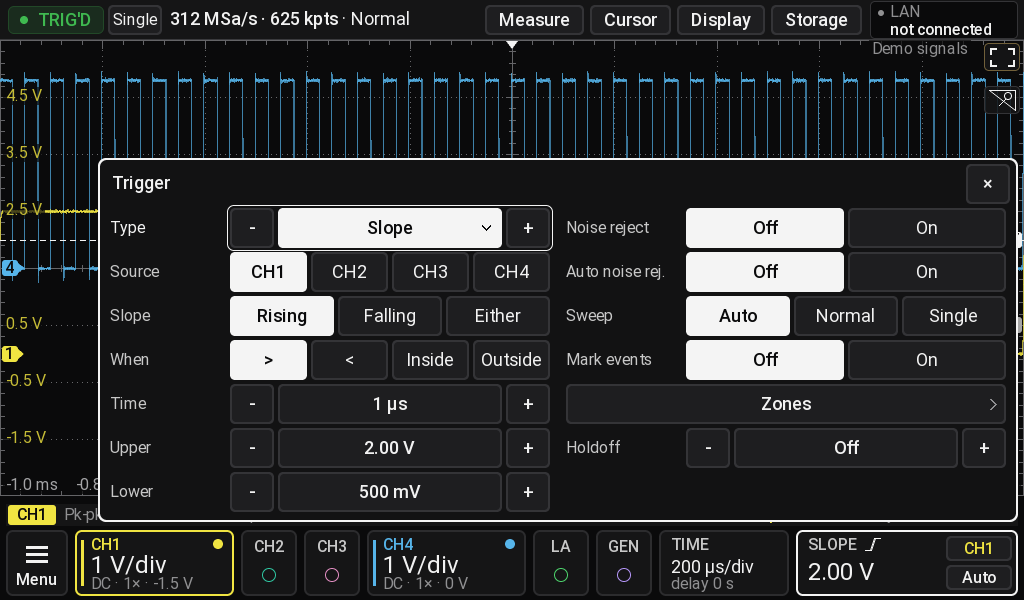 TRIG'D Single 312 MSa/s · 625 kpts · Normal Measure Cursor Display Storage LAN
not connected
Demo signals
4.5 V
3.5 V
2.5 V
4
0.5 V
1
-0.5 V
-1.5 V
-1.0 ms
Trigger ×
Type - Slope + Noise reject Off On
Source CH1 CH2 CH3 CH4 Auto noise rej. Off On
Slope Rising Falling Either Sweep Auto Normal Single
When > < Inside Outside Mark events Off On
Time - 1 µs + Zones
Upper - 2.00 V + Holdoff - Off +
Lower - 500 mV +
CH1 Pk-pk
Menu
CH1
1 V/div
DC · 1× · -1.5 V
CH2
CH3
CH4
1 V/div
DC · 1× · 0 V
LA
GEN
TIME
200 µs/div
delay 0 s
SLOPE CH1
2.00 V Auto